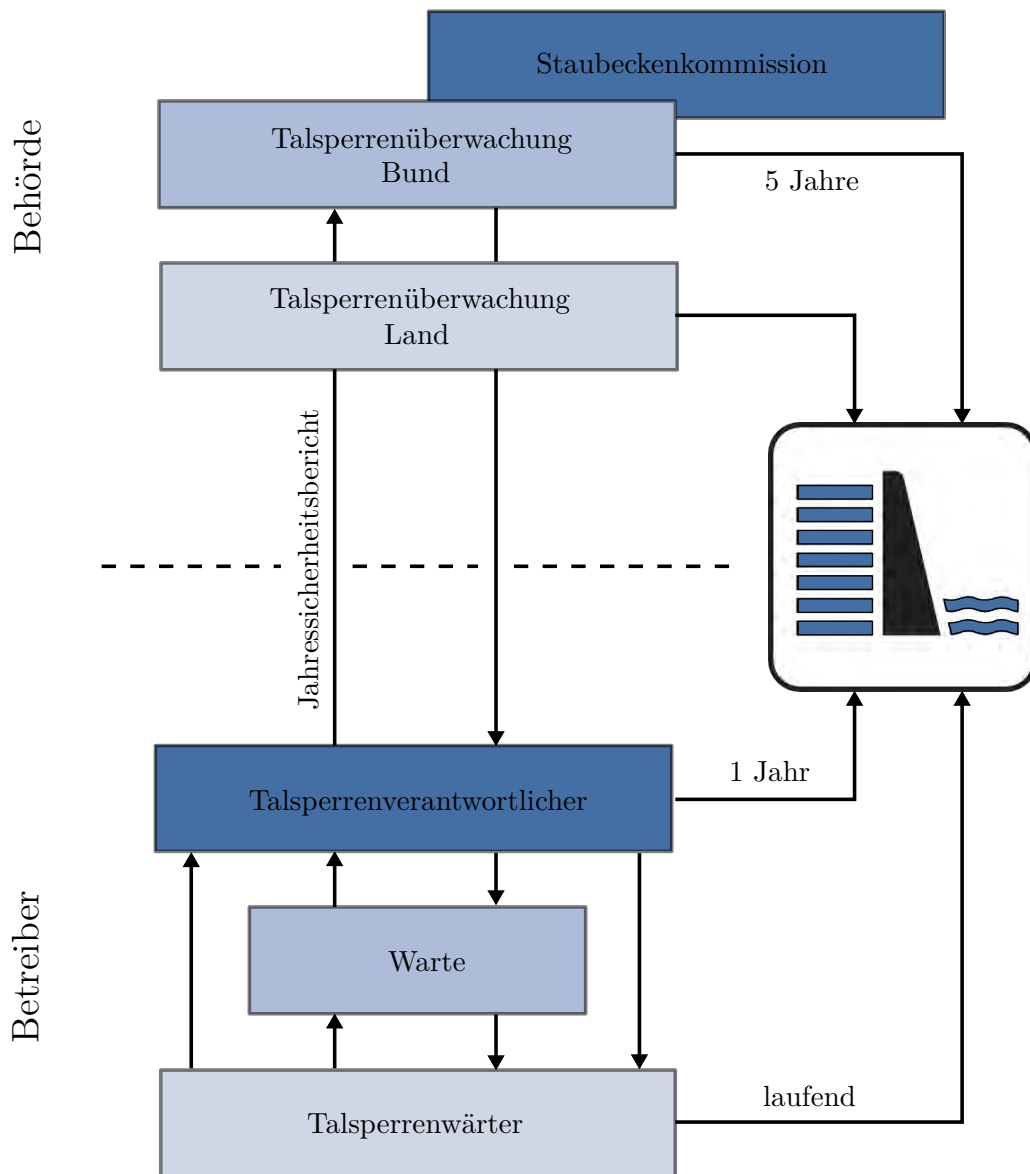 Staubeckenkommission
Talsperrenüberwachung
Bund
5 Jahre
Behörde
Talsperrenüberwachung
Land
Jahressicherheitsbericht
Talsperrenverantwortlicher
1 Jahr
Betreiber
Warte
Talsperrenwärter
laufend